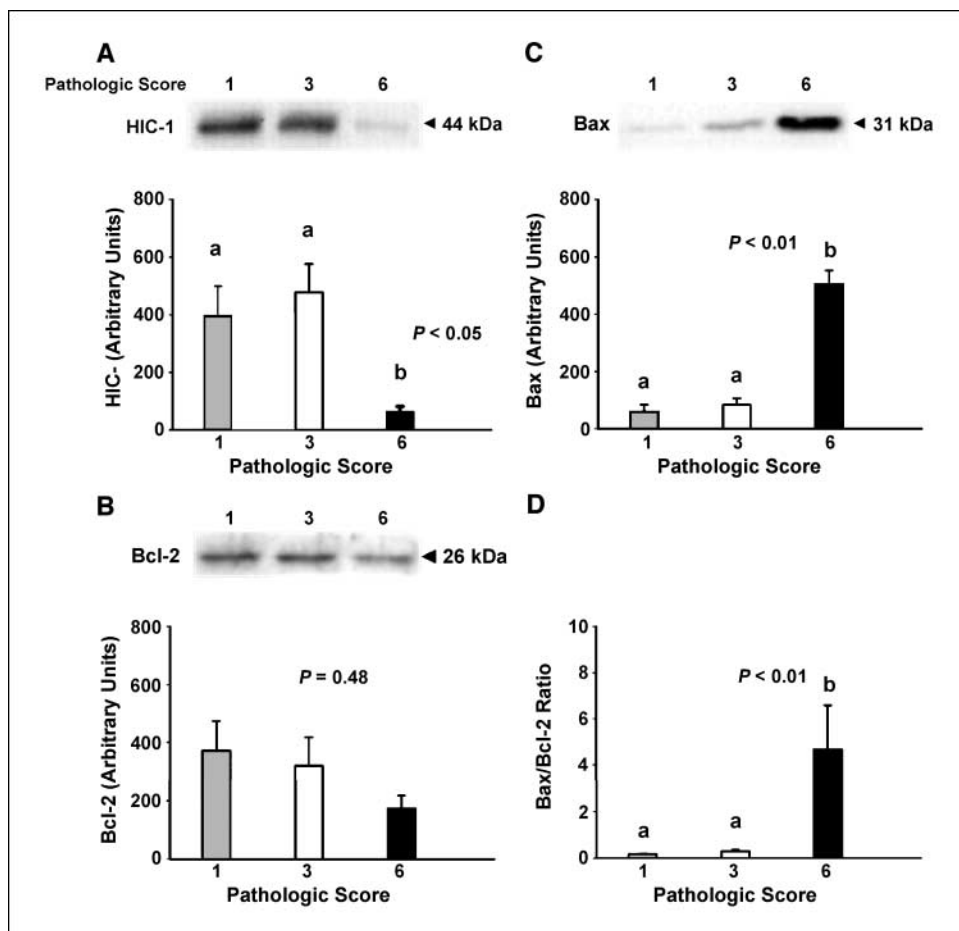 A
Pathologic Score 1 3 6
HIC-1 ◄ 44 kDa
HIC- (Arbitrary Units)
800
600
400
200
0
a a b
P < 0.05
1 3 6
Pathologic Score
B
1 3 6
Bcl-2 ◄ 26 kDa
Bcl-2 (Arbitrary Units)
800
600
400
200
0
P = 0.48
1 3 6
Pathologic Score
C
1 3 6
Bax ◄ 31 kDa
Bax (Arbitrary Units)
800
600
400
200
0
a a b
P < 0.01
1 3 6
Pathologic Score
D
Bax/Bcl-2 Ratio
10
8
6
4
2
0
a a b
P < 0.01
1 3 6
Pathologic Score